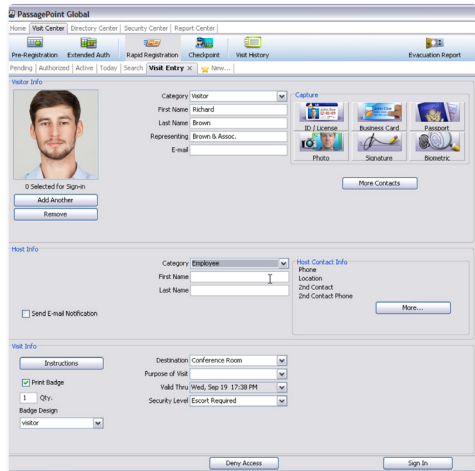 PassagePoint Global
Home Visit Center Directory Center Security Center Report Center
Pre-Registration Extended Auth Rapid Registration Checkpoint Visit History Evacuation Report
Pending Authorized Active Today Search Visit Entry × New...
Visitor Info
Category Visitor
First Name Richard
Last Name Brown
Representing Brown & Assoc.
E-mail
0 Selected for Sign-in
Add Another
Remove
Capture
ID / License Business Card Passport
Photo Signature Biometric
More Contacts
Host Info
Category Employee
First Name
Last Name
Send E-mail Notification
Host Contact Info
Phone
Location
2nd Contact
2nd Contact Phone
More...
Visit Info
Instructions
Print Badge
1 Qty.
Badge Design
visitor
Destination Conference Room
Purpose of Visit
Valid Thru Wed, Sep 19 17:38 PM
Security Level Escort Required
Deny Access Sign In